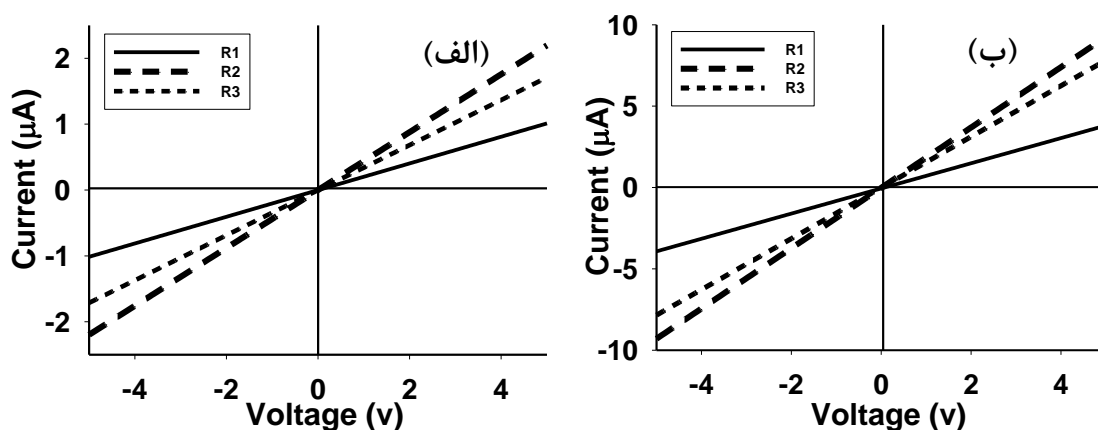 (الف)
R1
R2
R3
Current (μA)
2
1
0
-1
-2
-4
-2
0
2
4
Voltage (v)
(ب)
R1
R2
R3
Current (μA)
10
5
0
-5
-10
-4
-2
0
2
4
Voltage (v)